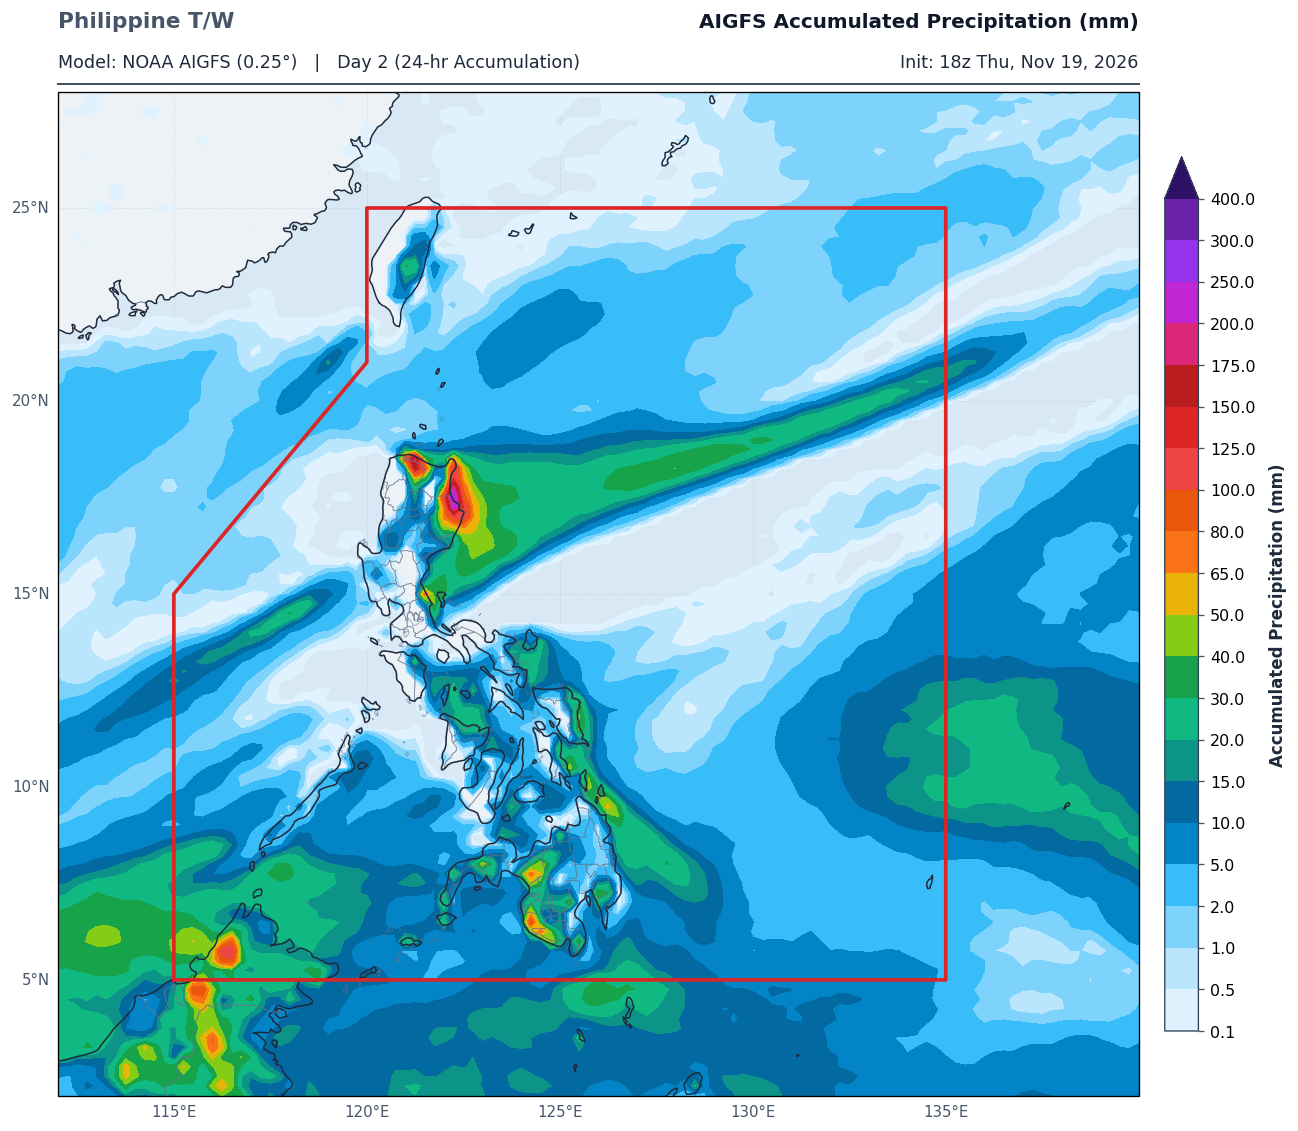 Philippine T/W
AIGFS Accumulated Precipitation (mm)
Model: NOAA AIGFS (0.25°)   |   Day 2 (24-hr Accumulation)
Init: 18z Thu, Nov 19, 2026
25°N
20°N
15°N
10°N
5°N
115°E
120°E
125°E
130°E
135°E
400.0
300.0
250.0
200.0
175.0
150.0
125.0
100.0
80.0
65.0
50.0
40.0
30.0
20.0
15.0
10.0
5.0
2.0
1.0
0.5
0.1
Accumulated Precipitation (mm)